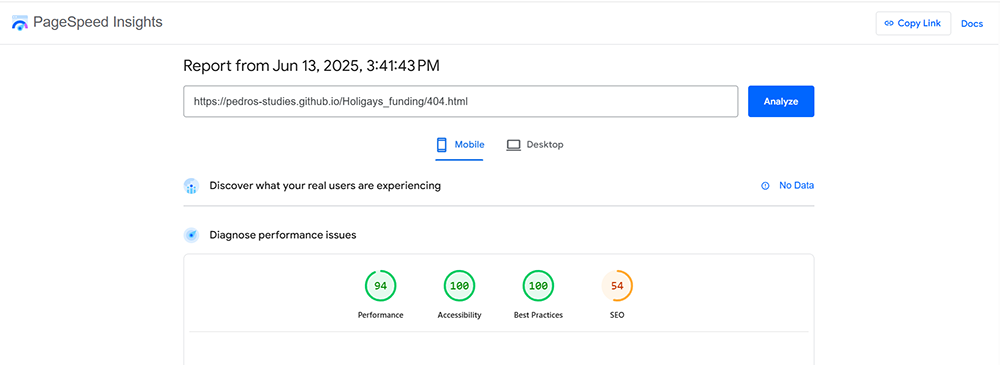 PageSpeed Insights
Copy Link
Docs
Report from Jun 13, 2025, 3:41:43 PM
https://pedros-studies.github.io/Holigays_funding/404.html
Analyze
Mobile
Desktop
Discover what your real users are experiencing
No Data
Diagnose performance issues
94
100
100
54
Performance
Accessibility
Best Practices
SEO